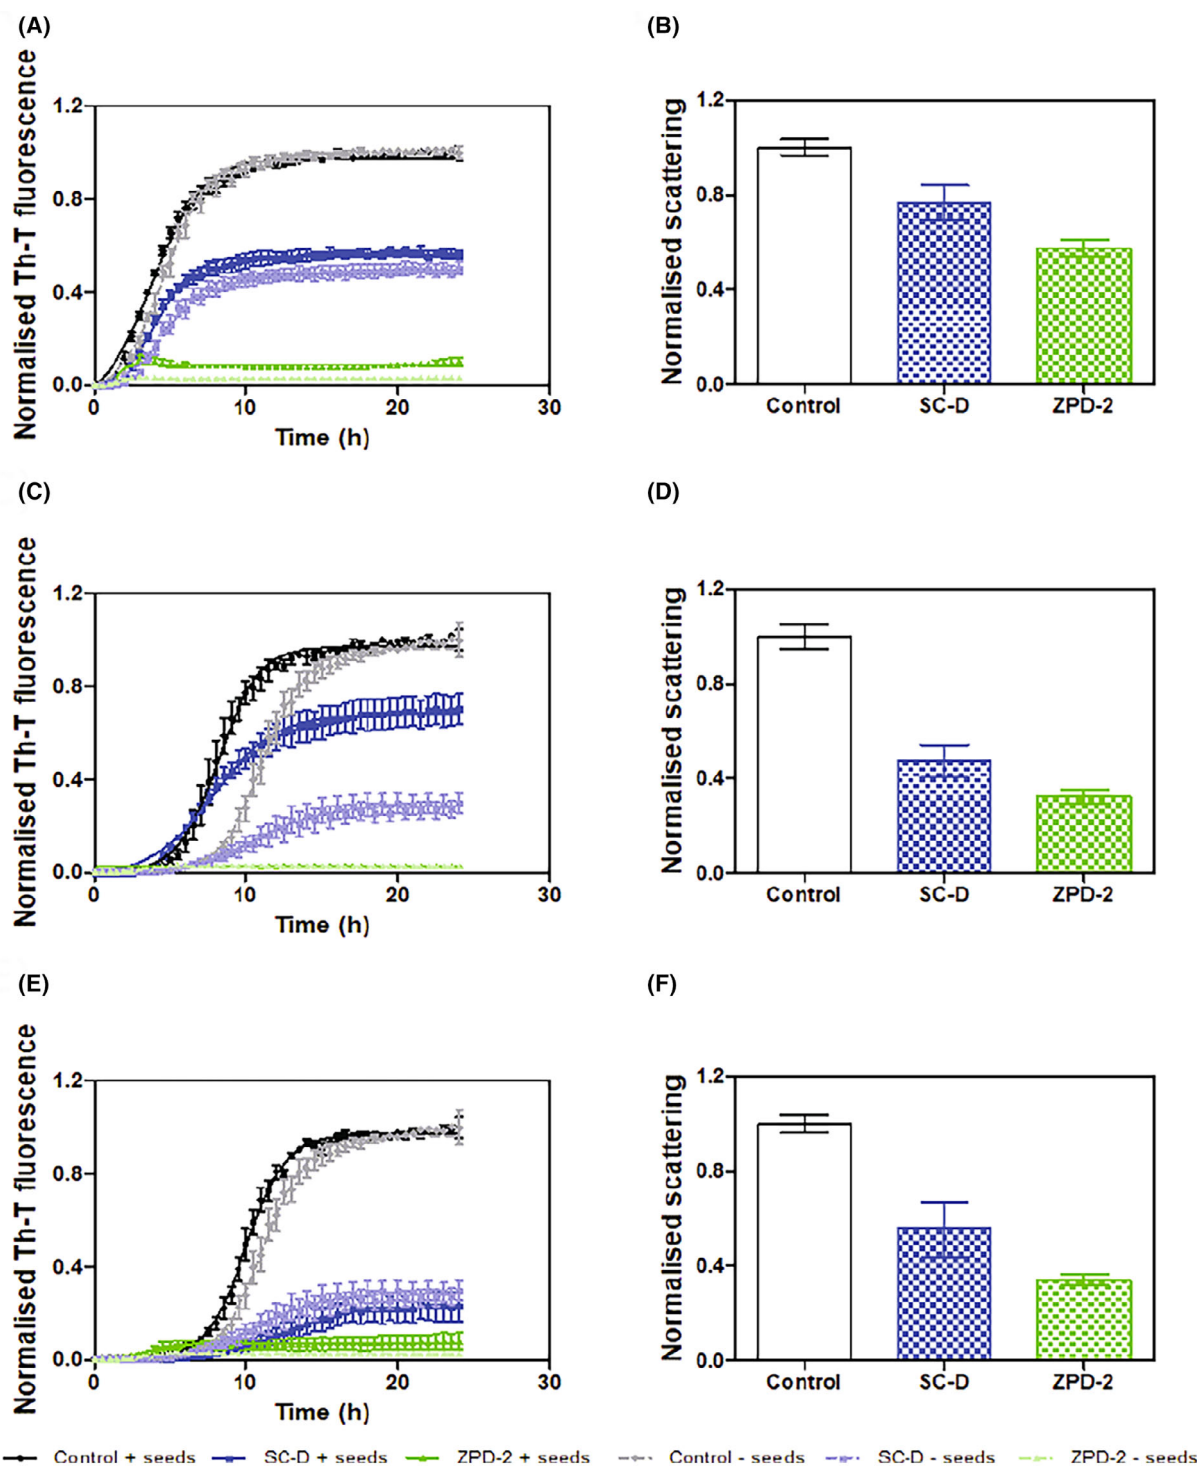 (A)
Normalised Th-T fluorescence
1.2
0.8
0.4
0.0
0 10 20 30
Time (h)
(B)
Normalised scattering
1.2
0.8
0.4
0.0
Control SC-D ZPD-2
(C)
Normalised Th-T fluorescence
1.2
0.8
0.4
0.0
0 10 20 30
Time (h)
(D)
Normalised scattering
1.2
0.8
0.4
0.0
Control SC-D ZPD-2
(E)
Normalised Th-T fluorescence
1.2
0.8
0.4
0.0
0 10 20 30
Time (h)
(F)
Normalised scattering
1.2
0.8
0.4
0.0
Control SC-D ZPD-2
Control + seeds SC-D + seeds ZPD-2 + seeds Control - seeds SC-D - seeds ZPD-2 - seeds